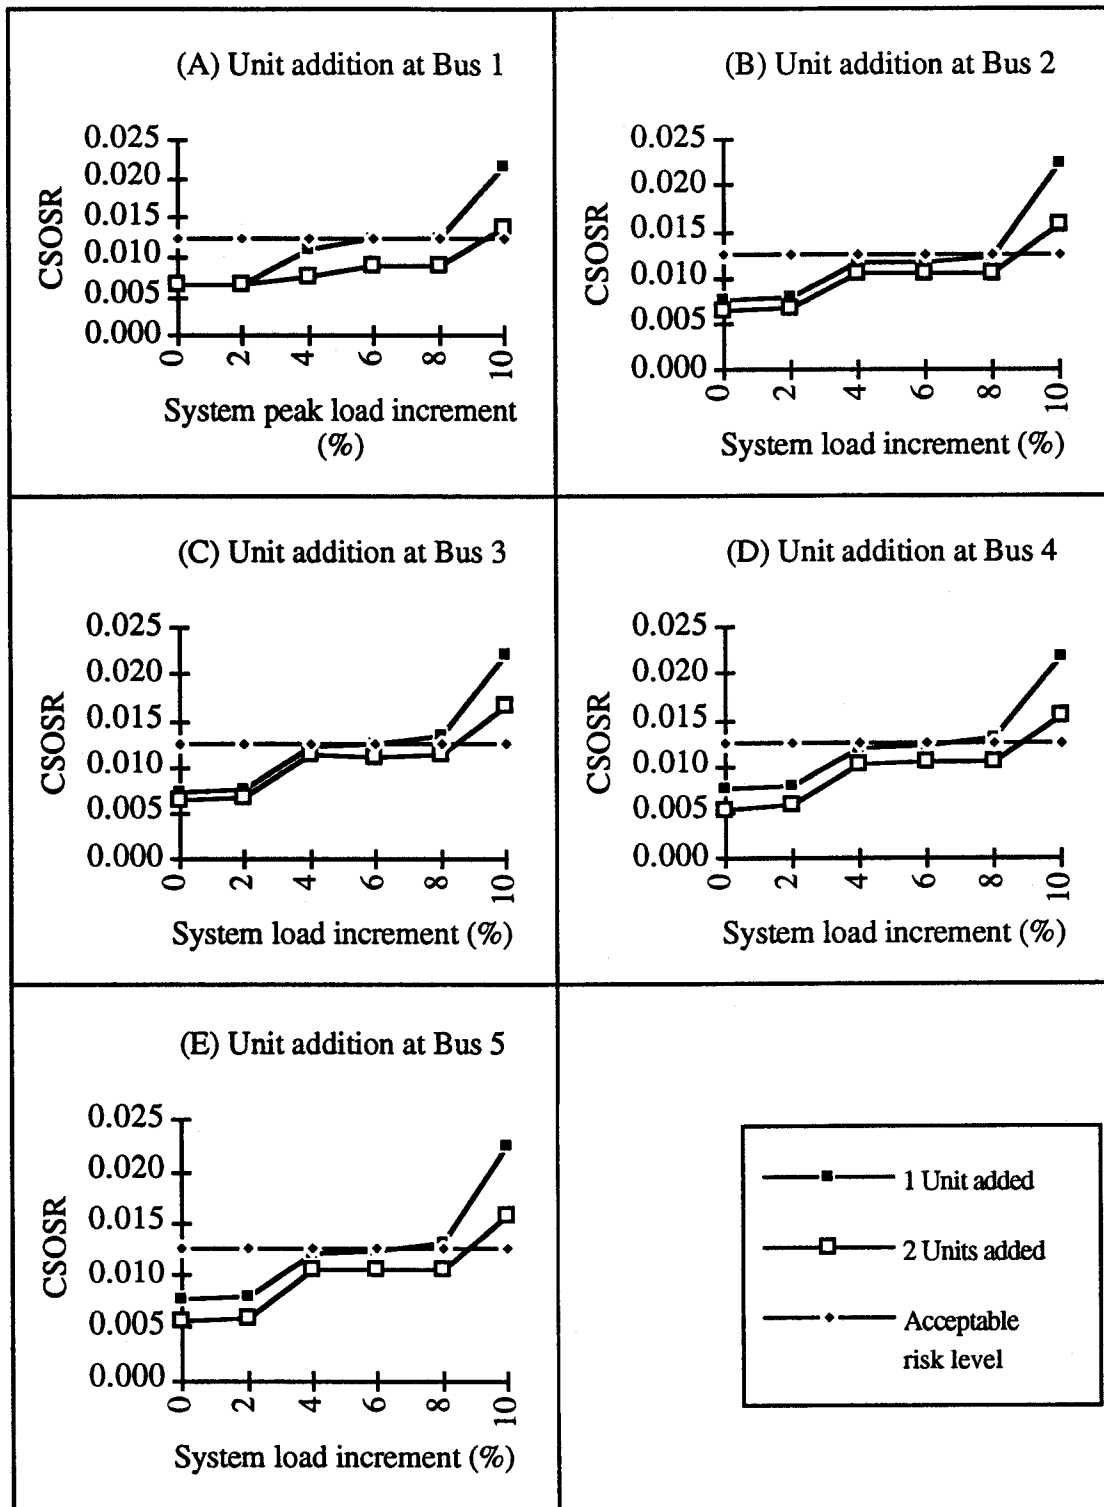 (A) Unit addition at Bus 1
CSOSR
0.025
0.020
0.015
0.010
0.005
0.000
0 2 4 6 8 10
System peak load increment
(%)
(B) Unit addition at Bus 2
CSOSR
0.025
0.020
0.015
0.010
0.005
0.000
0 2 4 6 8 10
System load increment (%)
(C) Unit addition at Bus 3
CSOSR
0.025
0.020
0.015
0.010
0.005
0.000
0 2 4 6 8 10
System load increment (%)
(D) Unit addition at Bus 4
CSOSR
0.025
0.020
0.015
0.010
0.005
0.000
0 2 4 6 8 10
System load increment (%)
(E) Unit addition at Bus 5
CSOSR
0.025
0.020
0.015
0.010
0.005
0.000
0 2 4 6 8 10
System load increment (%)
1 Unit added
2 Units added
Acceptable
risk level